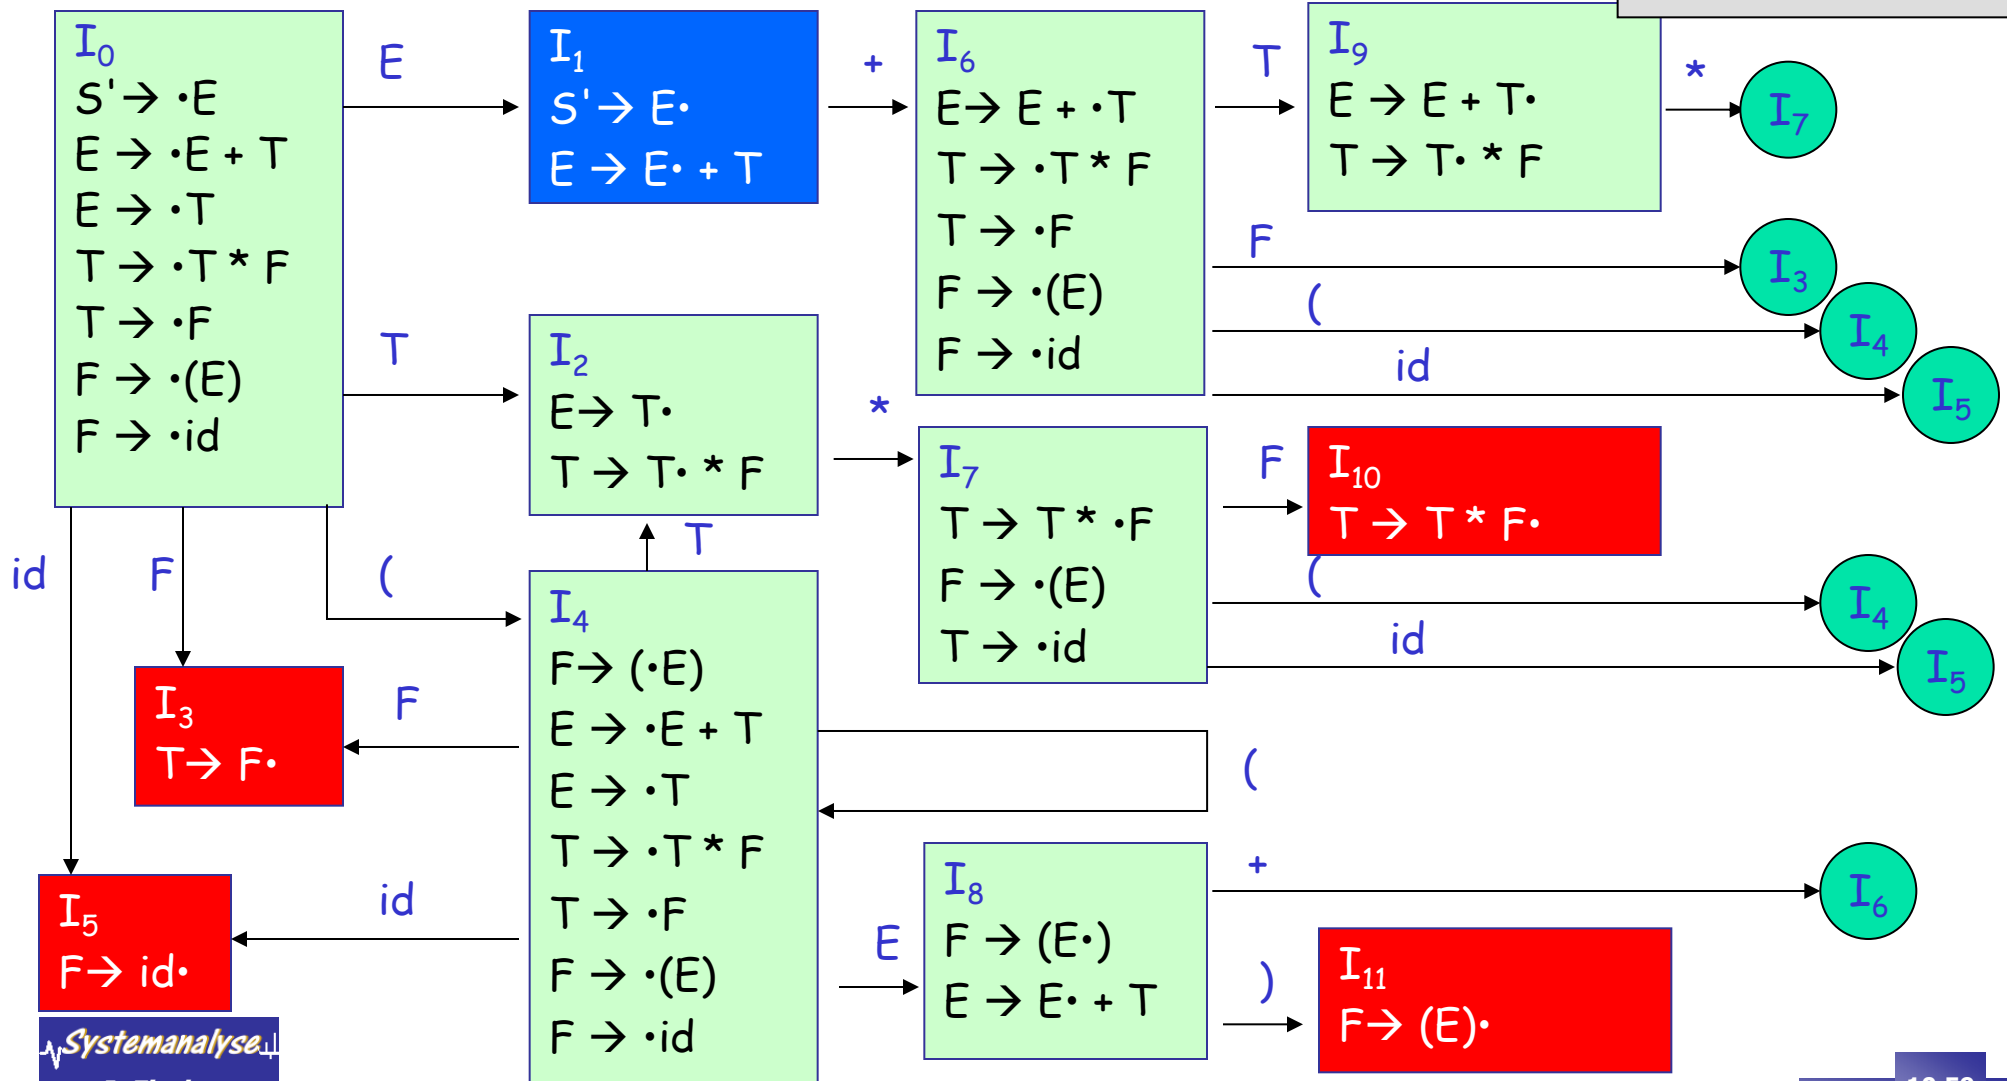 I0
S'→ ·E
E → ·E + T
E → ·T
T → ·T * F
T → ·F
F → ·(E)
F → ·id
E
I1
S'→ E·
E → E· + T
+
I6
E→ E + ·T
T → ·T * F
T → ·F
F → ·(E)
F → ·id
T
I9
E → E + T·
T → T· * F
*
I7
F
I3
(
I4
id
I5
T
I2
E→ T·
T → T· * F
*
I7
T → T * ·F
F → ·(E)
T → ·id
F
I10
T → T * F·
(
I4
id
I5
id
F
(
T
I4
F→ (·E)
E → ·E + T
E → ·T
T → ·T * F
T → ·F
F → ·(E)
F → ·id
F
I3
T→ F·
(
id
I5
F→ id·
E
I8
F → (E·)
E → E· + T
+
I6
)
I11
F→ (E)·
Systemanalyse